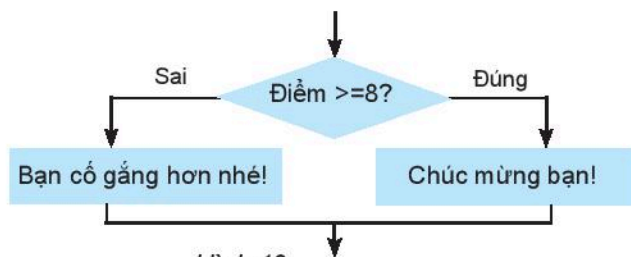 Sai
Điểm >=8?
Đúng
Bạn cố gắng hơn nhé!
Chúc mừng bạn!